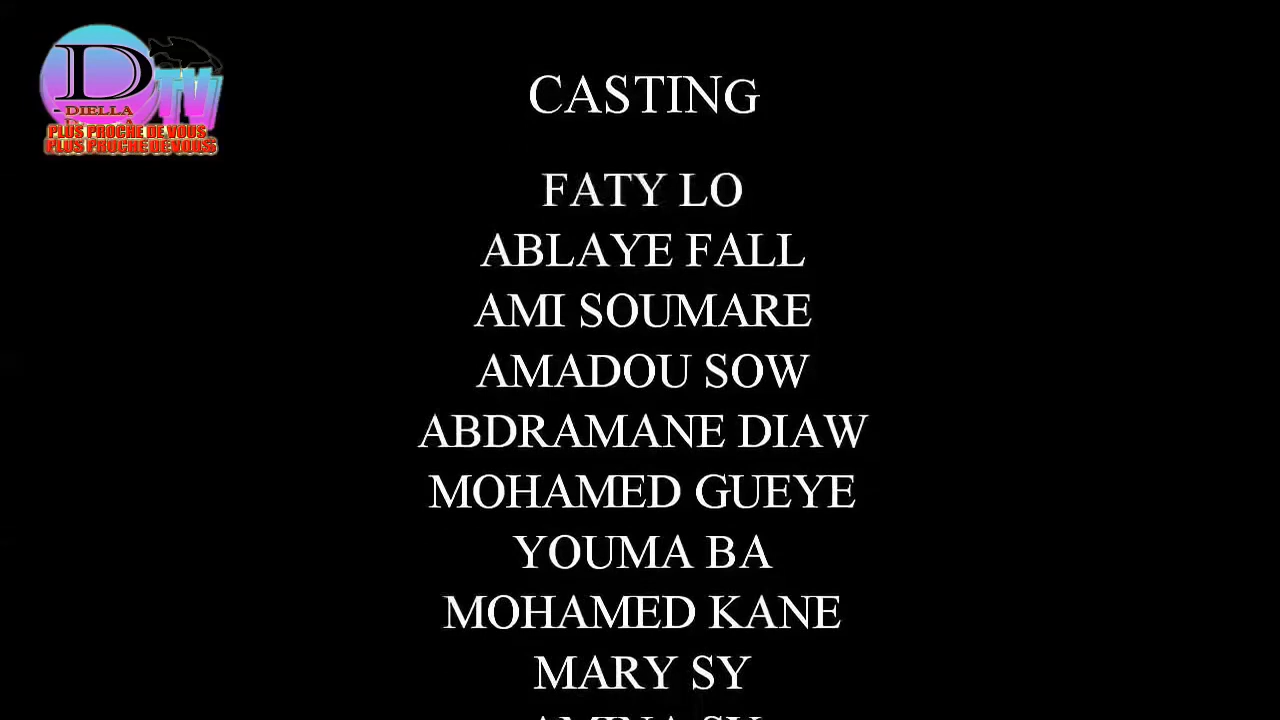 D TV
- DIELLA
PLUS PROCHE DE VOUS
PLUS PROCHE DE VOUS
CASTING
FATY LO
ABLAYE FALL
AMI SOUMARE
AMADOU SOW
ABDRAMANE DIAW
MOHAMED GUEYE
YOUMA BA
MOHAMED KANE
MARY SY